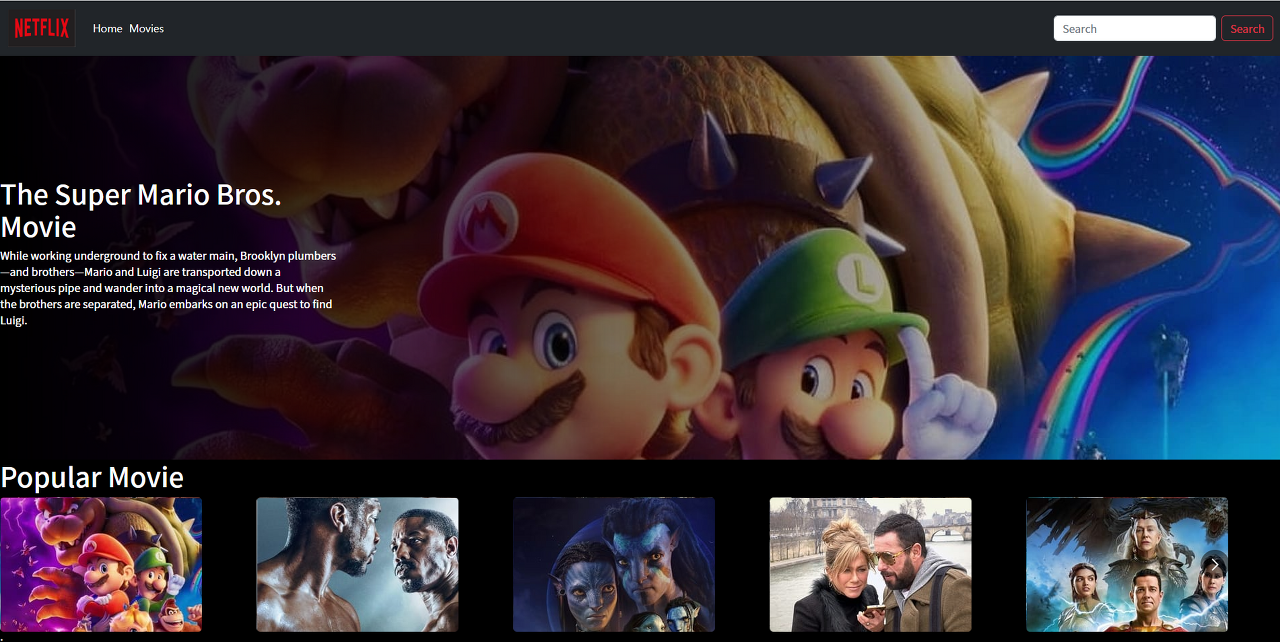 NETFLIX
Home Movies
Search
Search
M
L
The Super Mario Bros.
Movie
While working underground to fix a water main, Brooklyn plumbers
—and brothers—Mario and Luigi are transported down a
mysterious pipe and wander into a magical new world. But when
the brothers are separated, Mario embarks on an epic quest to find
Luigi.
Popular Movie